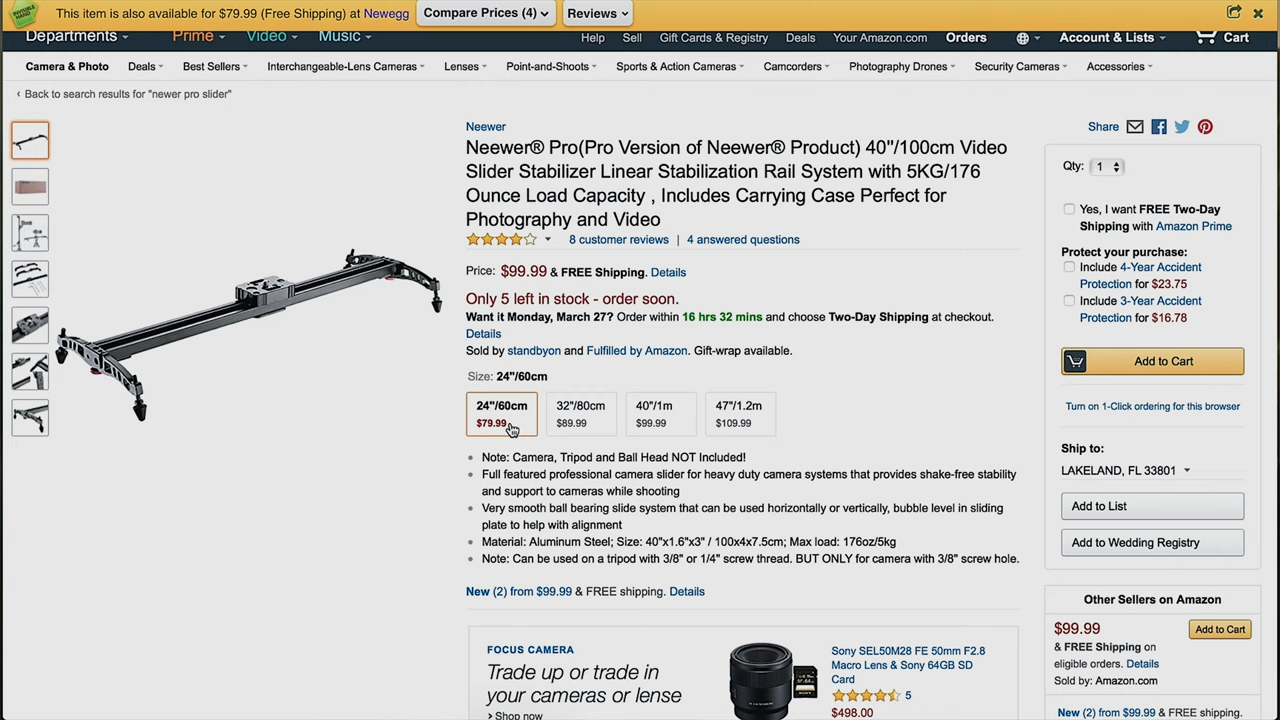 This item is also available for $79.99 (Free Shipping) at Newegg Compare Prices (4) Reviews
Departments Prime Video Music Help Sell Gift Cards & Registry Deals Your Amazon.com Orders Account & Lists Cart
Camera & Photo Deals Best Sellers Interchangeable-Lens Cameras Lenses Point-and-Shoots Sports & Action Cameras Camcorders Photography Drones Security Cameras Accessories
‹ Back to search results for "newer pro slider"
Neewer
Neewer® Pro(Pro Version of Neewer® Product) 40"/100cm Video
Slider Stabilizer Linear Stabilization Rail System with 5KG/176
Ounce Load Capacity , Includes Carrying Case Perfect for
Photography and Video
8 customer reviews | 4 answered questions
Price: $99.99 & FREE Shipping. Details
Only 5 left in stock - order soon.
Want it Monday, March 27? Order within 16 hrs 32 mins and choose Two-Day Shipping at checkout.
Details
Sold by standbyon and Fulfilled by Amazon. Gift-wrap available.
Size: 24"/60cm
24"/60cm 32"/80cm 40"/1m 47"/1.2m
$79.99 $89.99 $99.99 $109.99
Note: Camera, Tripod and Ball Head NOT Included!
Full featured professional camera slider for heavy duty camera systems that provides shake-free stability
and support to cameras while shooting
Very smooth ball bearing slide system that can be used horizontally or vertically, bubble level in sliding
plate to help with alignment
Material: Aluminum Steel; Size: 40"x1.6"x3" / 100x4x7.5cm; Max load: 176oz/5kg
Note: Can be used on a tripod with 3/8" or 1/4" screw thread. BUT ONLY for camera with 3/8" screw hole.
New (2) from $99.99 & FREE shipping. Details
FOCUS CAMERA
Trade up or trade in
your cameras or lense
› Shop now
Sony SEL50M28 FE 50mm F2.8
Macro Lens & Sony 64GB SD
Card
5
$498.00
Share
Qty: 1
Yes, I want FREE Two-Day
Shipping with Amazon Prime
Protect your purchase:
Include 4-Year Accident
Protection for $23.75
Include 3-Year Accident
Protection for $16.78
Add to Cart
Turn on 1-Click ordering for this browser
Ship to:
LAKELAND, FL 33801
Add to List
Add to Wedding Registry
Other Sellers on Amazon
$99.99 Add to Cart
& FREE Shipping on
eligible orders. Details
Sold by: Amazon.com
New (2) from $99.99 & FREE shipping.